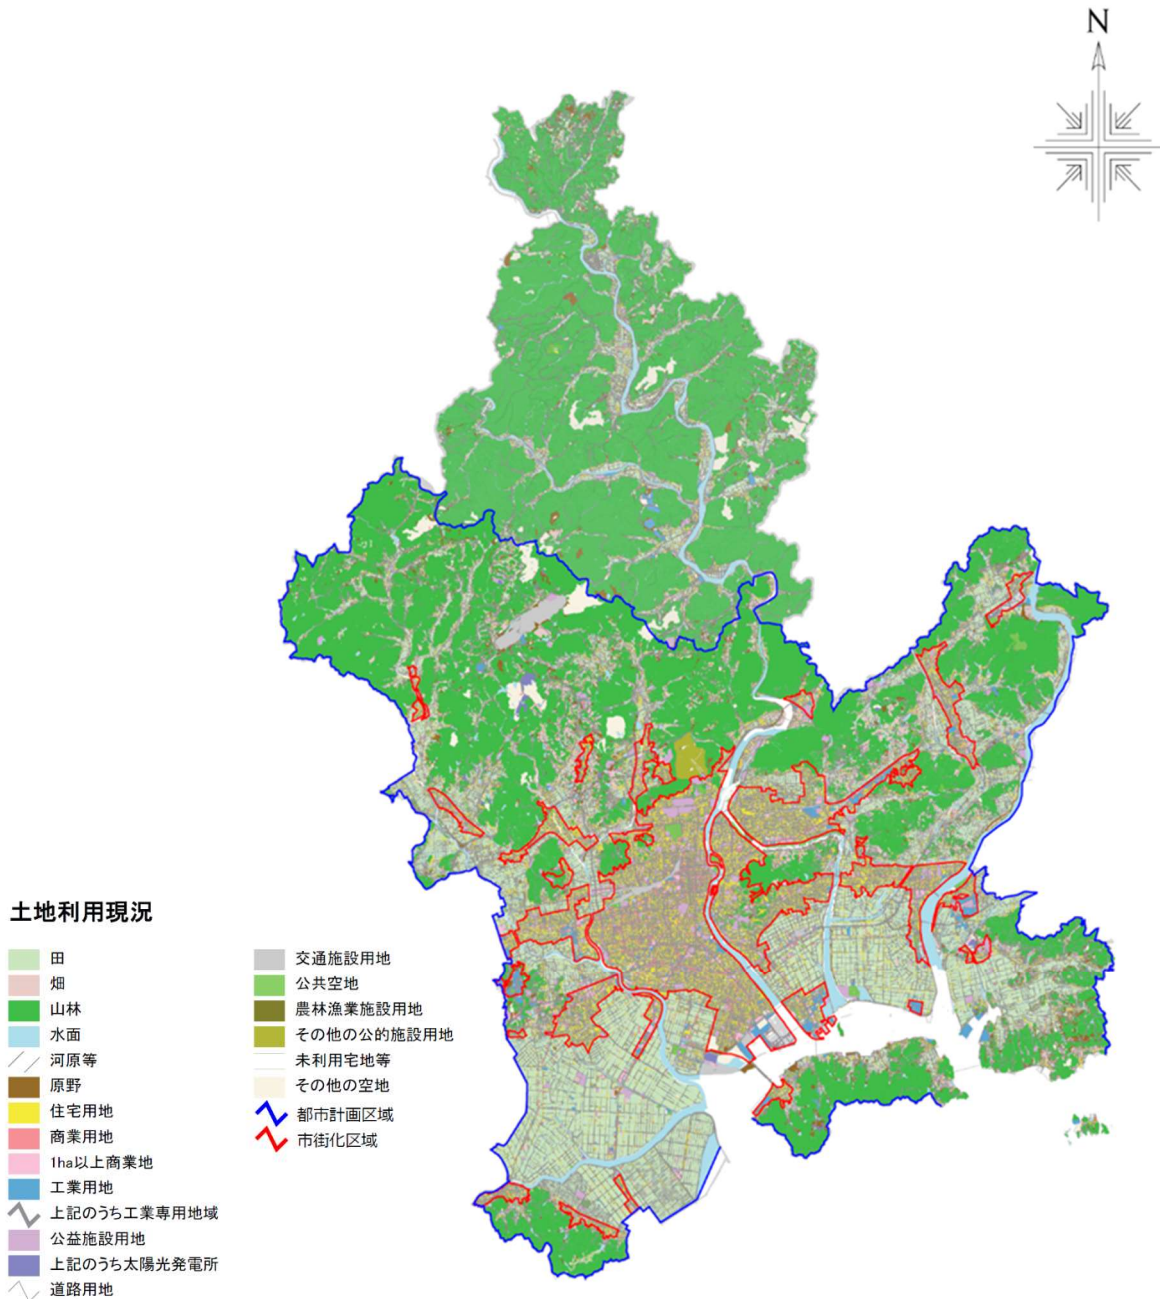 N
土地利用現況
田
畑
山林
水面
河原等
原野
住宅用地
商業用地
1ha以上商業地
工業用地
上記のうち工業専用地域
公益施設用地
上記のうち太陽光発電所
道路用地
交通施設用地
公共空地
農林漁業施設用地
その他の公的施設用地
未利用宅地等
その他の空地
都市計画区域
市街化区域